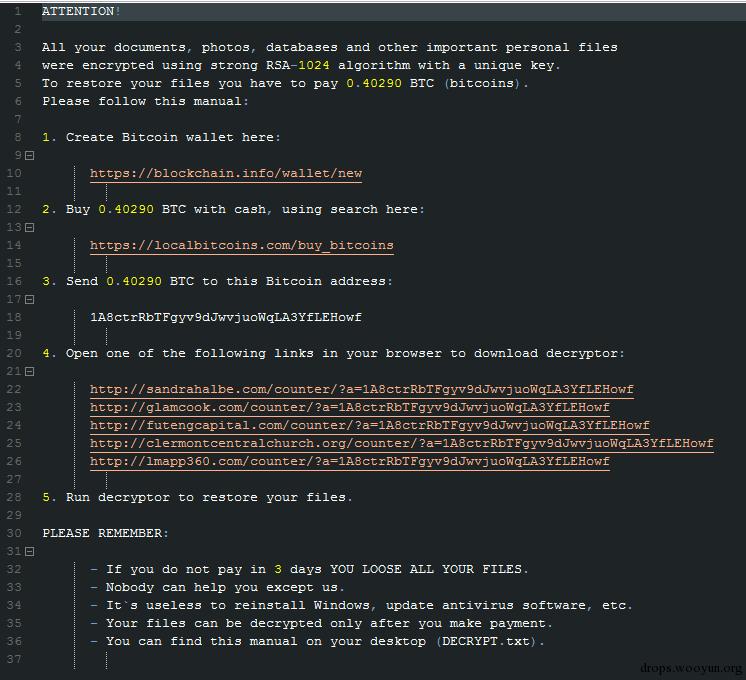 1 ATTENTION!
2
3 All your documents, photos, databases and other important personal files
4 were encrypted using strong RSA-1024 algorithm with a unique key.
5 To restore your files you have to pay 0.40290 BTC (bitcoins).
6 Please follow this manual:
7
8 1. Create Bitcoin wallet here:
9
10 https://blockchain.info/wallet/new
11
12 2. Buy 0.40290 BTC with cash, using search here:
13
14 https://localbitcoins.com/buy_bitcoins
15
16 3. Send 0.40290 BTC to this Bitcoin address:
17
18 1A8ctrRbTFgyv9dJwvjuoWqLA3YfLEHowf
19
20 4. Open one of the following links in your browser to download decryptor:
21
22 http://sandrahalbe.com/counter/?a=1A8ctrRbTFgyv9dJwvjuoWqLA3YfLEHowf
23 http://glamcook.com/counter/?a=1A8ctrRbTFgyv9dJwvjuoWqLA3YfLEHowf
24 http://futengcapital.com/counter/?a=1A8ctrRbTFgyv9dJwvjuoWqLA3YfLEHowf
25 http://clermontcentralchurch.org/counter/?a=1A8ctrRbTFgyv9dJwvjuoWqLA3YfLEHowf
26 http://lmapp360.com/counter/?a=1A8ctrRbTFgyv9dJwvjuoWqLA3YfLEHowf
27
28 5. Run decryptor to restore your files.
29
30 PLEASE REMEMBER:
31
32 - If you do not pay in 3 days YOU LOOSE ALL YOUR FILES.
33 - Nobody can help you except us.
34 - It`s useless to reinstall Windows, update antivirus software, etc.
35 - Your files can be decrypted only after you make payment.
36 - You can find this manual on your desktop (DECRYPT.txt).
37
drops.wooyun.org